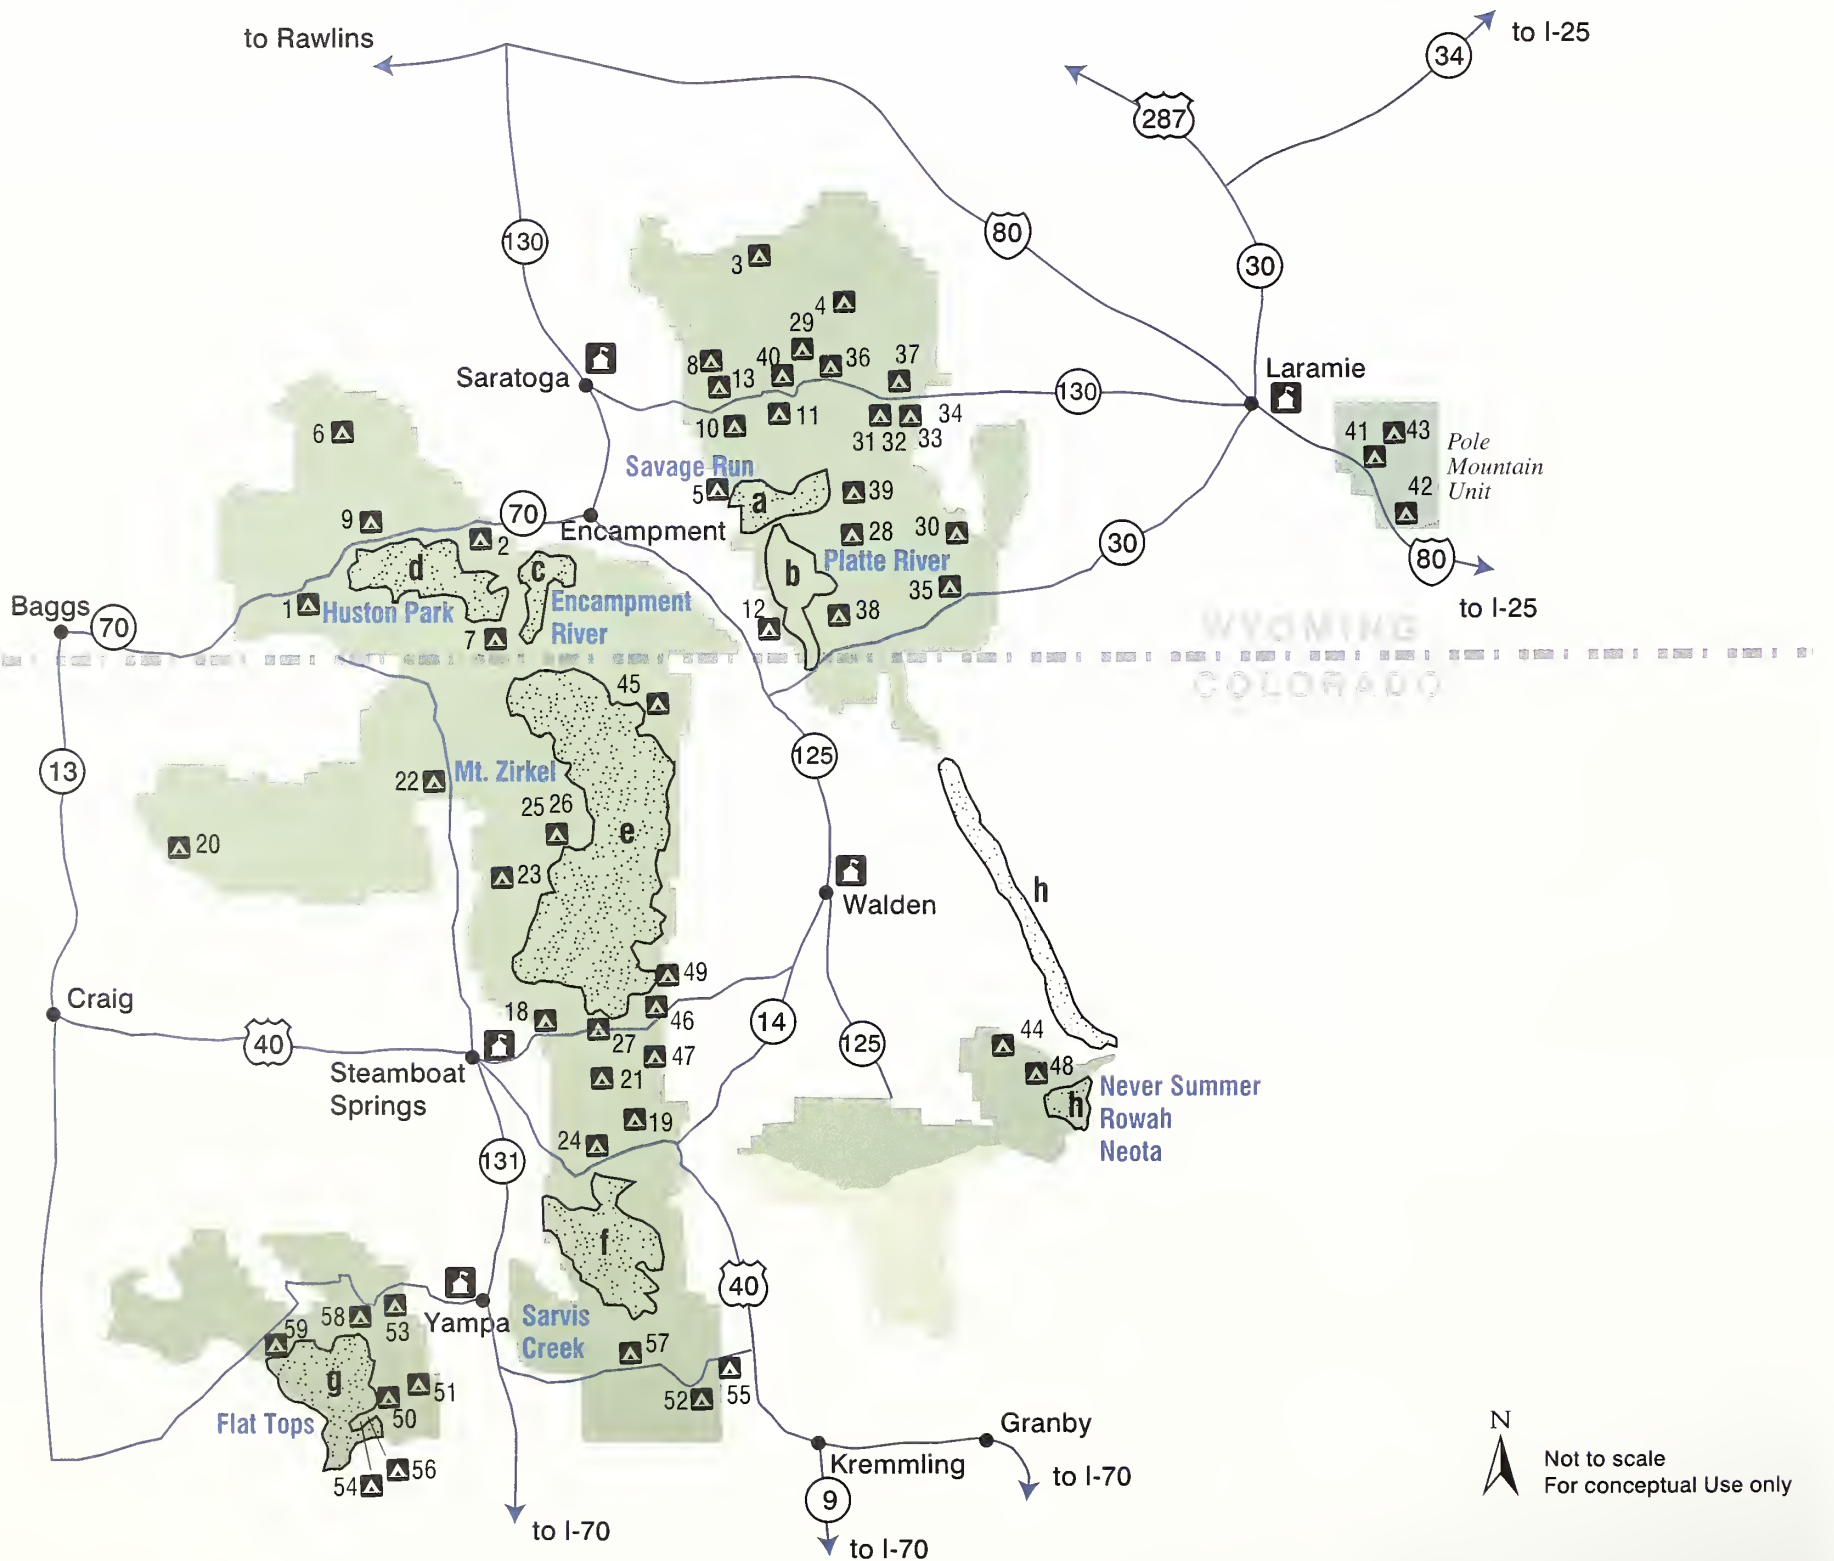 to Rawlins
to I-25
34
287
130
80
30
3
4
29
8
13
40
36
37
Saratoga
Laramie
130
10
11
31 32 33
34
41
43
Pole
Mountain
Unit
42
6
Savage Run
5
a
39
9
70
Encampment
2
28
30
30
80
to I-25
d
c
b
Platte River
35
Baggs
70
1
Huston Park
Encampment
River
7
12
38
WYOMING
COLORADO
45
13
22
Mt. Zirkel
125
25 26
e
20
23
h
Walden
49
Craig
18
46
14
125
40
27
44
Steamboat
Springs
47
21
48
h
Never Summer
Rowah
Neota
19
24
131
f
40
58
53
Yampa
59
Sarvis
Creek
57
g
51
50
52
55
Flat Tops
54
56
Granby
Kremmling
to I-70
9
to I-70
to I-70
N
Not to scale
For conceptual Use only